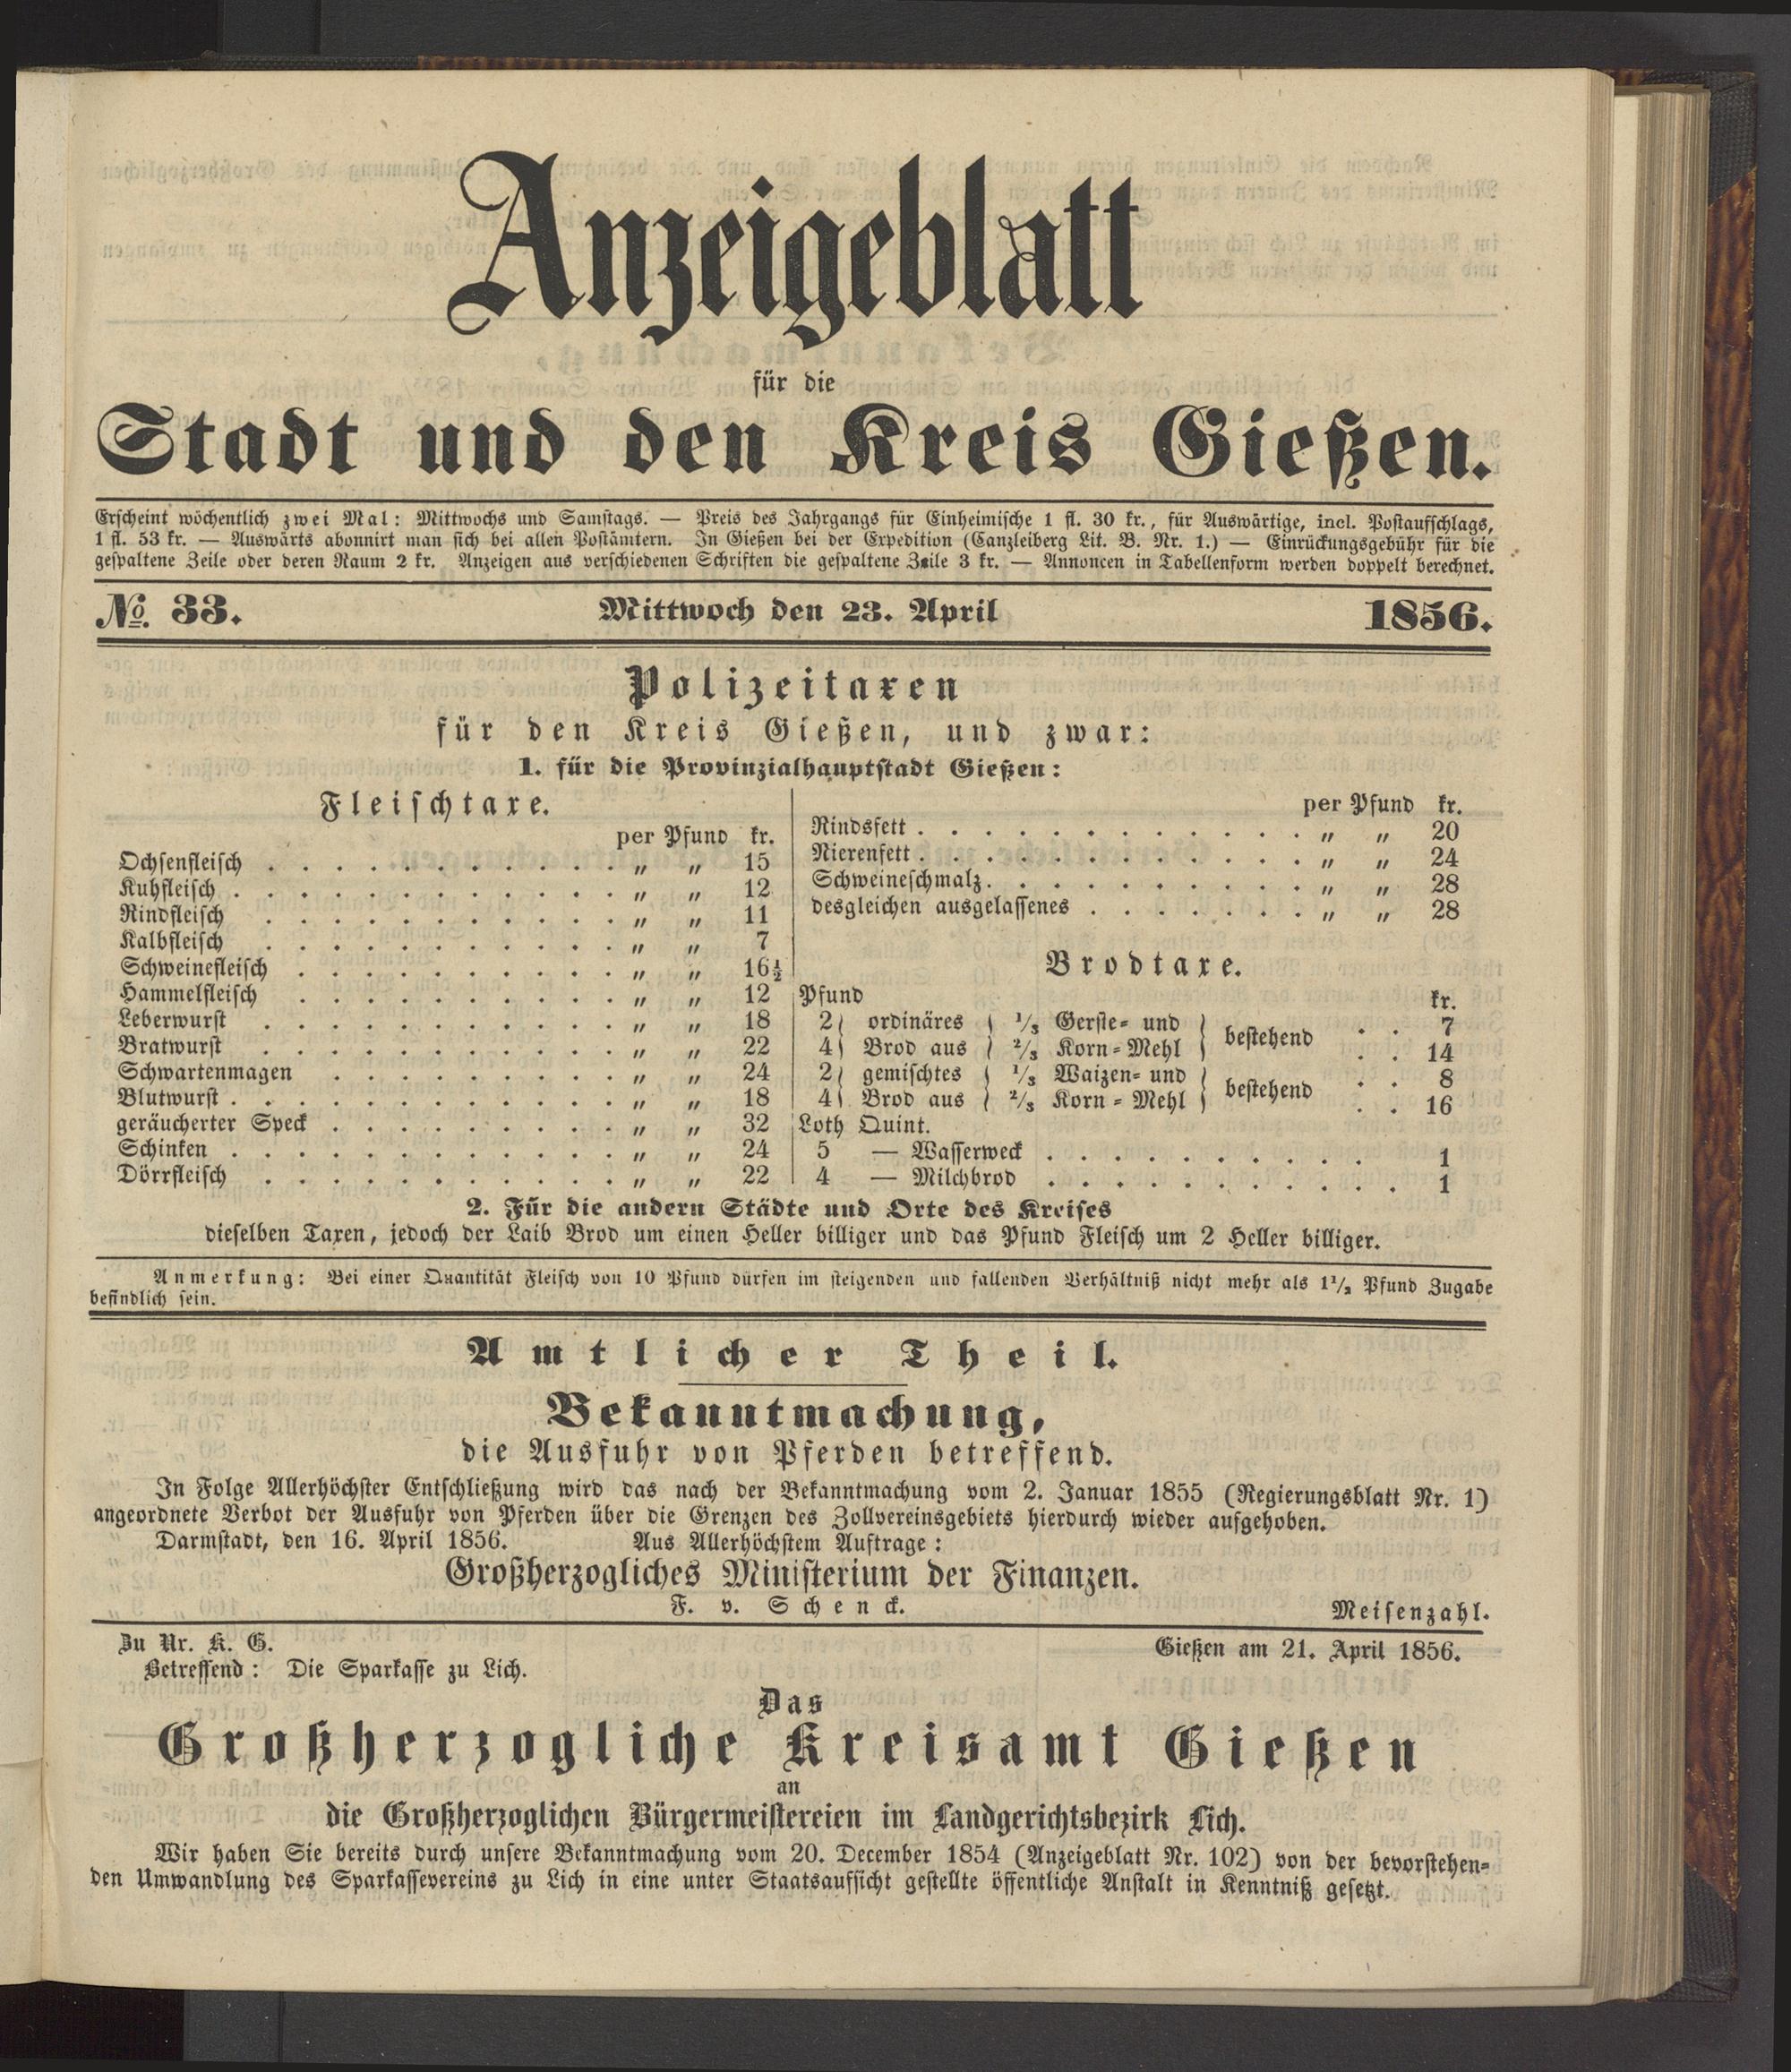 Anzeigeblatt
für die
Stadt und den Kreis Gießen.
Erscheint wöchentlich zwei Mal: Mittwochs und Samstags. — Preis des Jahrgangs für Einheimische 1 fl. 30 kr., für Auswärtige, incl. Postaufschlags,
1 fl. 53 kr. — Auswärts abonnirt man sich bei allen Postämtern. In Gießen bei der Expedition (Canzleiberg Lit. B. Nr. 1.) — Einrückungsgebühr für die
gespaltene Zeile oder deren Raum 2 kr. Anzeigen aus verschiedenen Schriften die gespaltene Zeile 3 kr. — Annoncen in Tabellenform werden doppelt berechnet.
No. 33. Mittwoch den 23. April 1856.
Polizeitaxen
für den Kreis Gießen, und zwar:
1. für die Provinzialhauptstadt Gießen:
Fleischtaxe.
per Pfund kr.
Ochsenfleisch . . . . . . . . . . . „ „ 15
Kuhfleisch . . . . . . . . . . . . „ „ 12
Rindfleisch . . . . . . . . . . . „ „ 11
Kalbfleisch . . . . . . . . . . . „ „ 7
Schweinefleisch . . . . . . . . . . „ „ 16½
Hammelfleisch . . . . . . . . . . „ „ 12
Leberwurst . . . . . . . . . . . „ „ 18
Bratwurst . . . . . . . . . . . „ „ 22
Schwartenmagen . . . . . . . . . „ „ 24
Blutwurst . . . . . . . . . . . . „ „ 18
geräucherter Speck . . . . . . . . . „ „ 32
Schinken . . . . . . . . . . . . „ „ 24
Dörrfleisch . . . . . . . . . . . „ „ 22
per Pfund kr.
Rindsfett . . . . . . . . . . . . „ „ 20
Nierenfett . . . . . . . . . . . . „ „ 24
Schweineschmalz . . . . . . . . . . „ „ 28
desgleichen ausgelassenes . . . . . . . „ „ 28
Brodtaxe.
Pfund kr.
2 } ordinäres { 1/3 Gerste- und } bestehend . . 7
4 } Brod aus { 2/3 Korn-Mehl } . . 14
2 } gemischtes { 1/3 Waizen- und } bestehend . . 8
4 } Brod aus { 2/3 Korn-Mehl } . . 16
Loth Quint.
5 — Wasserweck . . . . . . . . . . 1
4 — Milchbrod . . . . . . . . . . . 1
2. Für die andern Städte und Orte des Kreises
dieselben Taxen, jedoch der Laib Brod um einen Heller billiger und das Pfund Fleisch um 2 Heller billiger.
Anmerkung: Bei einer Quantität Fleisch von 10 Pfund dürfen im steigenden und fallenden Verhältniß nicht mehr als 1 1/2 Pfund Zugabe
befindlich sein.
Amtlicher Theil.
Bekanntmachung,
die Ausfuhr von Pferden betreffend.
In Folge Allerhöchster Entschließung wird das nach der Bekanntmachung vom 2. Januar 1855 (Regierungsblatt Nr. 1)
angeordnete Verbot der Ausfuhr von Pferden über die Grenzen des Zollvereinsgebiets hierdurch wieder aufgehoben.
Darmstadt, den 16. April 1856. Aus Allerhöchstem Auftrage:
Großherzogliches Ministerium der Finanzen.
F. v. Schenck.
Meisenzahl.
Zu Nr. K. G. Gießen am 21. April 1856.
Betreffend: Die Sparkasse zu Lich.
Das
Großherzogliche Kreisamt Gießen
an
die Großherzoglichen Bürgermeistereien im Landgerichtsbezirk Lich.
Wir haben Sie bereits durch unsere Bekanntmachung vom 20. December 1854 (Anzeigeblatt Nr. 102) von der bevorstehen-
den Umwandlung des Sparkassevereins zu Lich in eine unter Staatsaufsicht gestellte öffentliche Anstalt in Kenntniß gesetzt.